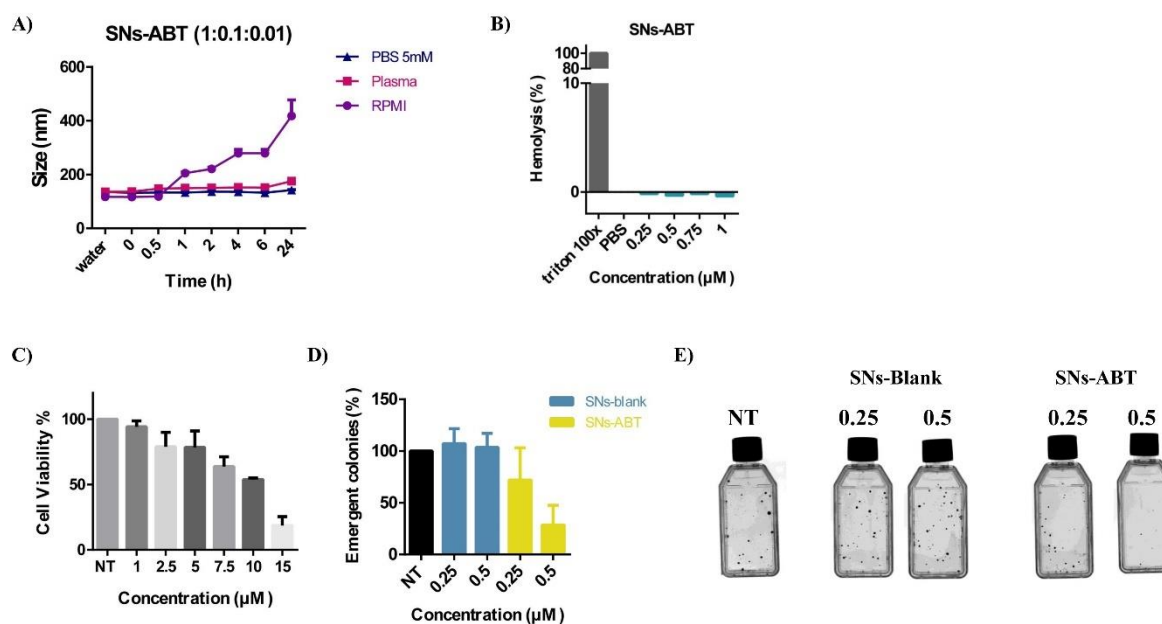 A)
SNs-ABT (1:0.1:0.01)
Size (nm)
600
400
200
0
water
0
0.5
1
2
4
6
24
Time (h)
PBS 5mM
Plasma
RPMI
B)
SNs-ABT
Hemolysis (%)
100
80
10
0
triton 100x
PBS
0.25
0.5
0.75
1
Concentration (µM)
C)
Cell Viability %
100
50
0
NT
1
2.5
5
7.5
10
15
Concentration (µM)
D)
Emergent colonies (%)
150
100
50
0
NT
0.25
0.5
0.25
0.5
Concentration (µM)
SNs-blank
SNs-ABT
E)
SNs-Blank
SNs-ABT
NT
0.25
0.5
0.25
0.5